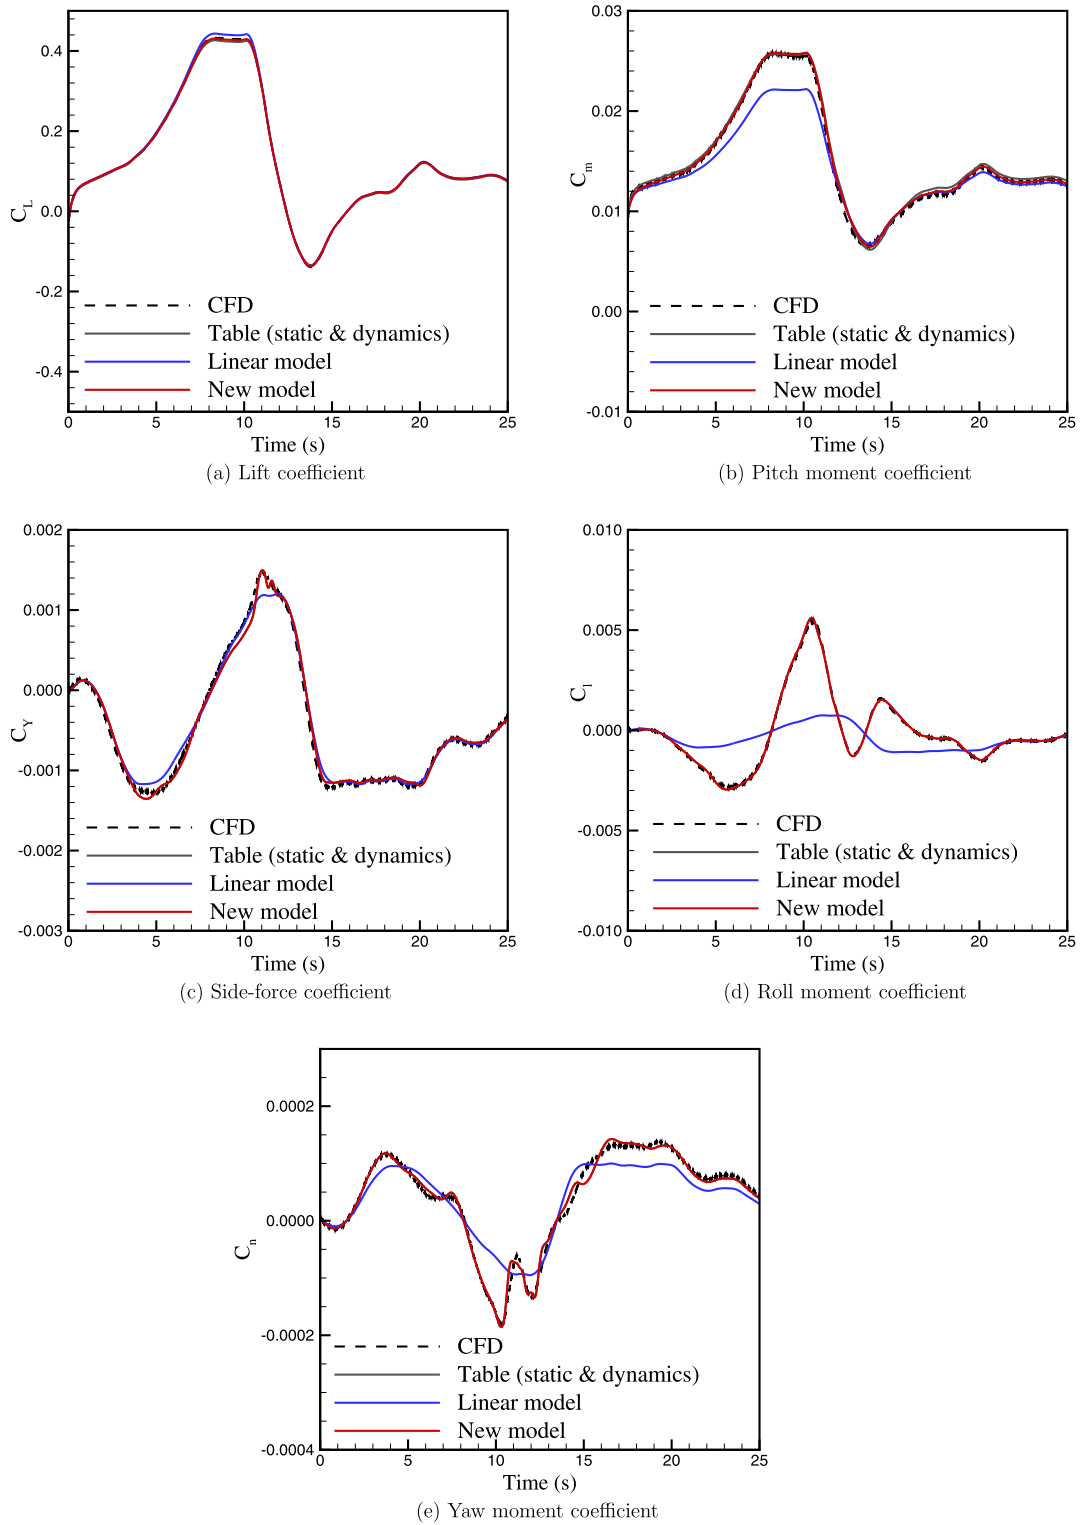 0.4
0.2
0.0
-0.2
-0.4
C_L
CFD
Table (static & dynamics)
Linear model
New model
0 5 10 15 20 25
Time (s)
(a) Lift coefficient
0.03
0.02
0.01
0.00
-0.01
C_m
CFD
Table (static & dynamics)
Linear model
New model
0 5 10 15 20 25
Time (s)
(b) Pitch moment coefficient
0.002
0.001
0.000
-0.001
-0.002
-0.003
C_Y
CFD
Table (static & dynamics)
Linear model
New model
0 5 10 15 20 25
Time (s)
(c) Side-force coefficient
0.010
0.005
0.000
-0.005
-0.010
C_l
CFD
Table (static & dynamics)
Linear model
New model
0 5 10 15 20 25
Time (s)
(d) Roll moment coefficient
0.0002
0.0000
-0.0002
-0.0004
C_n
CFD
Table (static & dynamics)
Linear model
New model
0 5 10 15 20 25
Time (s)
(e) Yaw moment coefficient